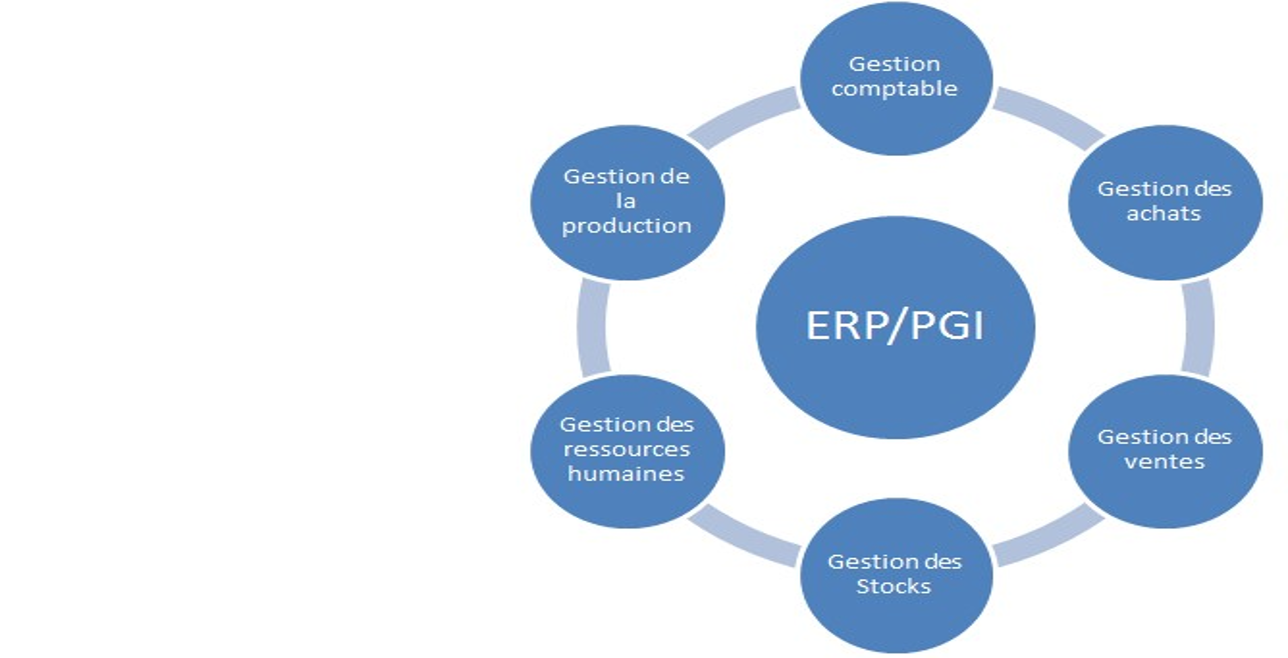 Gestion
comptable
Gestion de
la
production
Gestion des
achats
ERP/PGI
Gestion des
ressources
humaines
Gestion des
ventes
Gestion des
Stocks